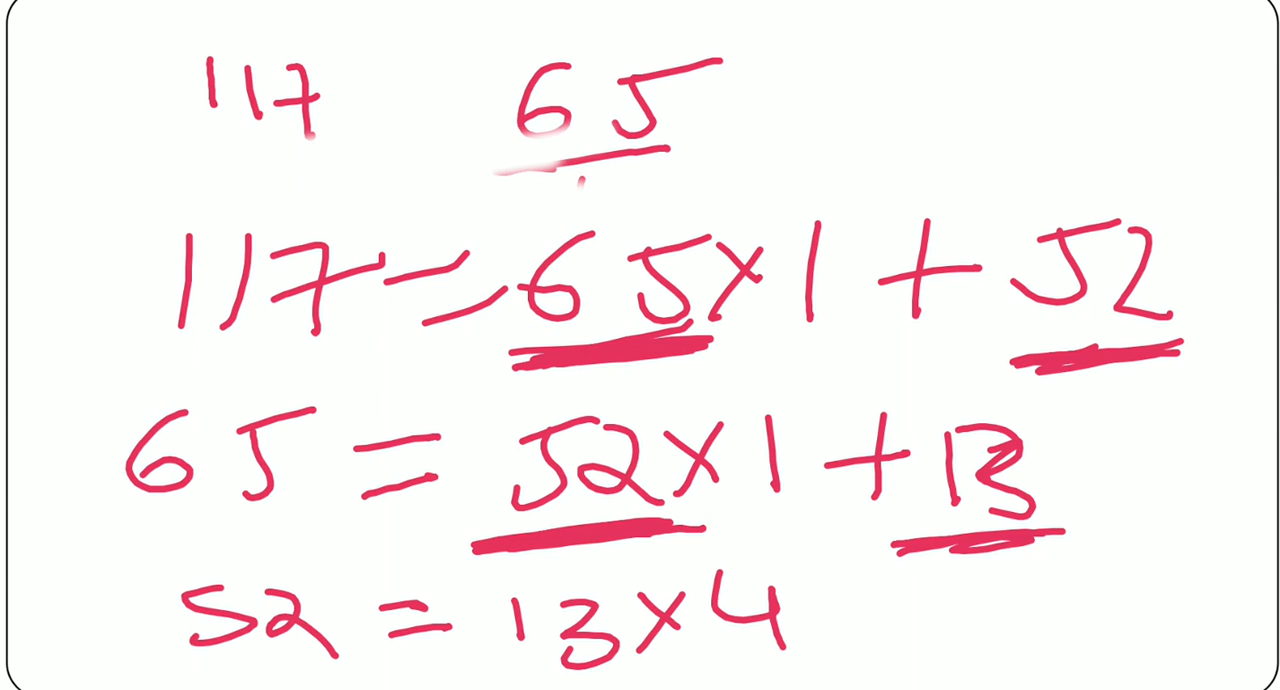 117 65
117 = 65 × 1 + 52
65 = 52 × 1 + 13
52 = 13 × 4